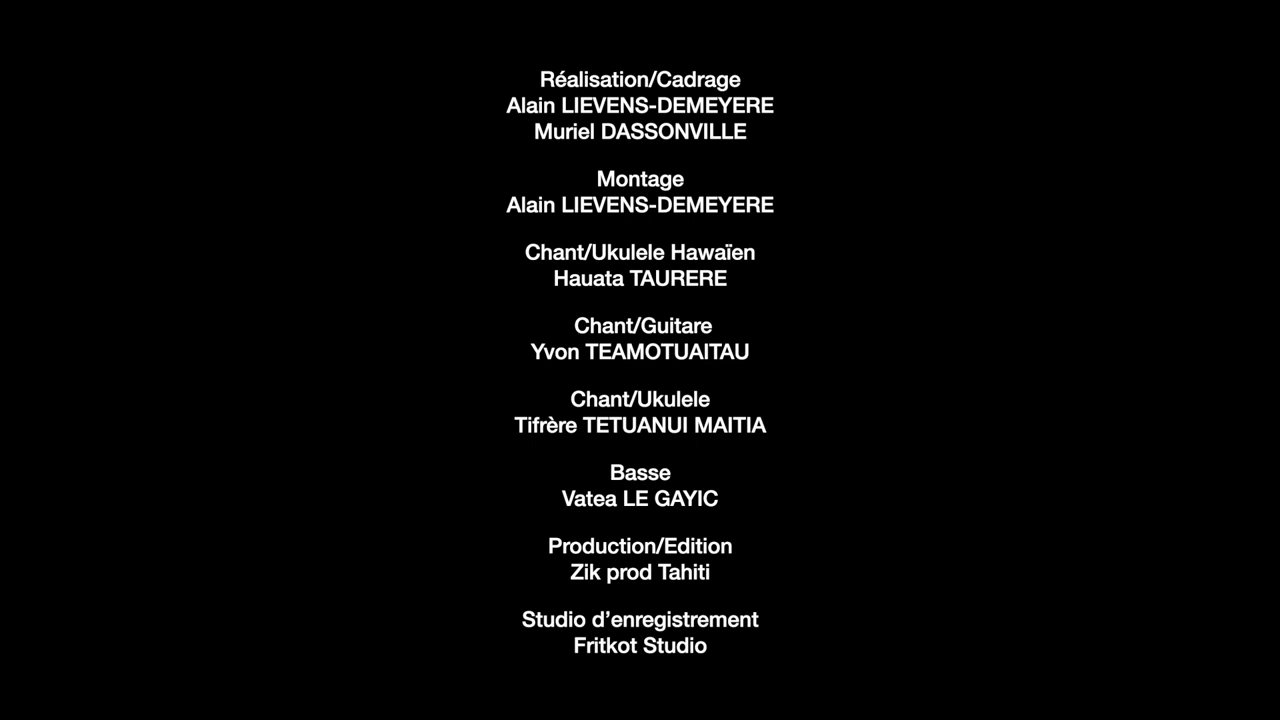 Réalisation/Cadrage
Alain LIEVENS-DEMEYERE
Muriel DASSONVILLE
Montage
Alain LIEVENS-DEMEYERE
Chant/Ukulele Hawaïen
Hauata TAURERE
Chant/Guitare
Yvon TEAMOTUAITAU
Chant/Ukulele
Tifrère TETUANUI MAITIA
Basse
Vatea LE GAYIC
Production/Edition
Zik prod Tahiti
Studio d’enregistrement
Fritkot Studio